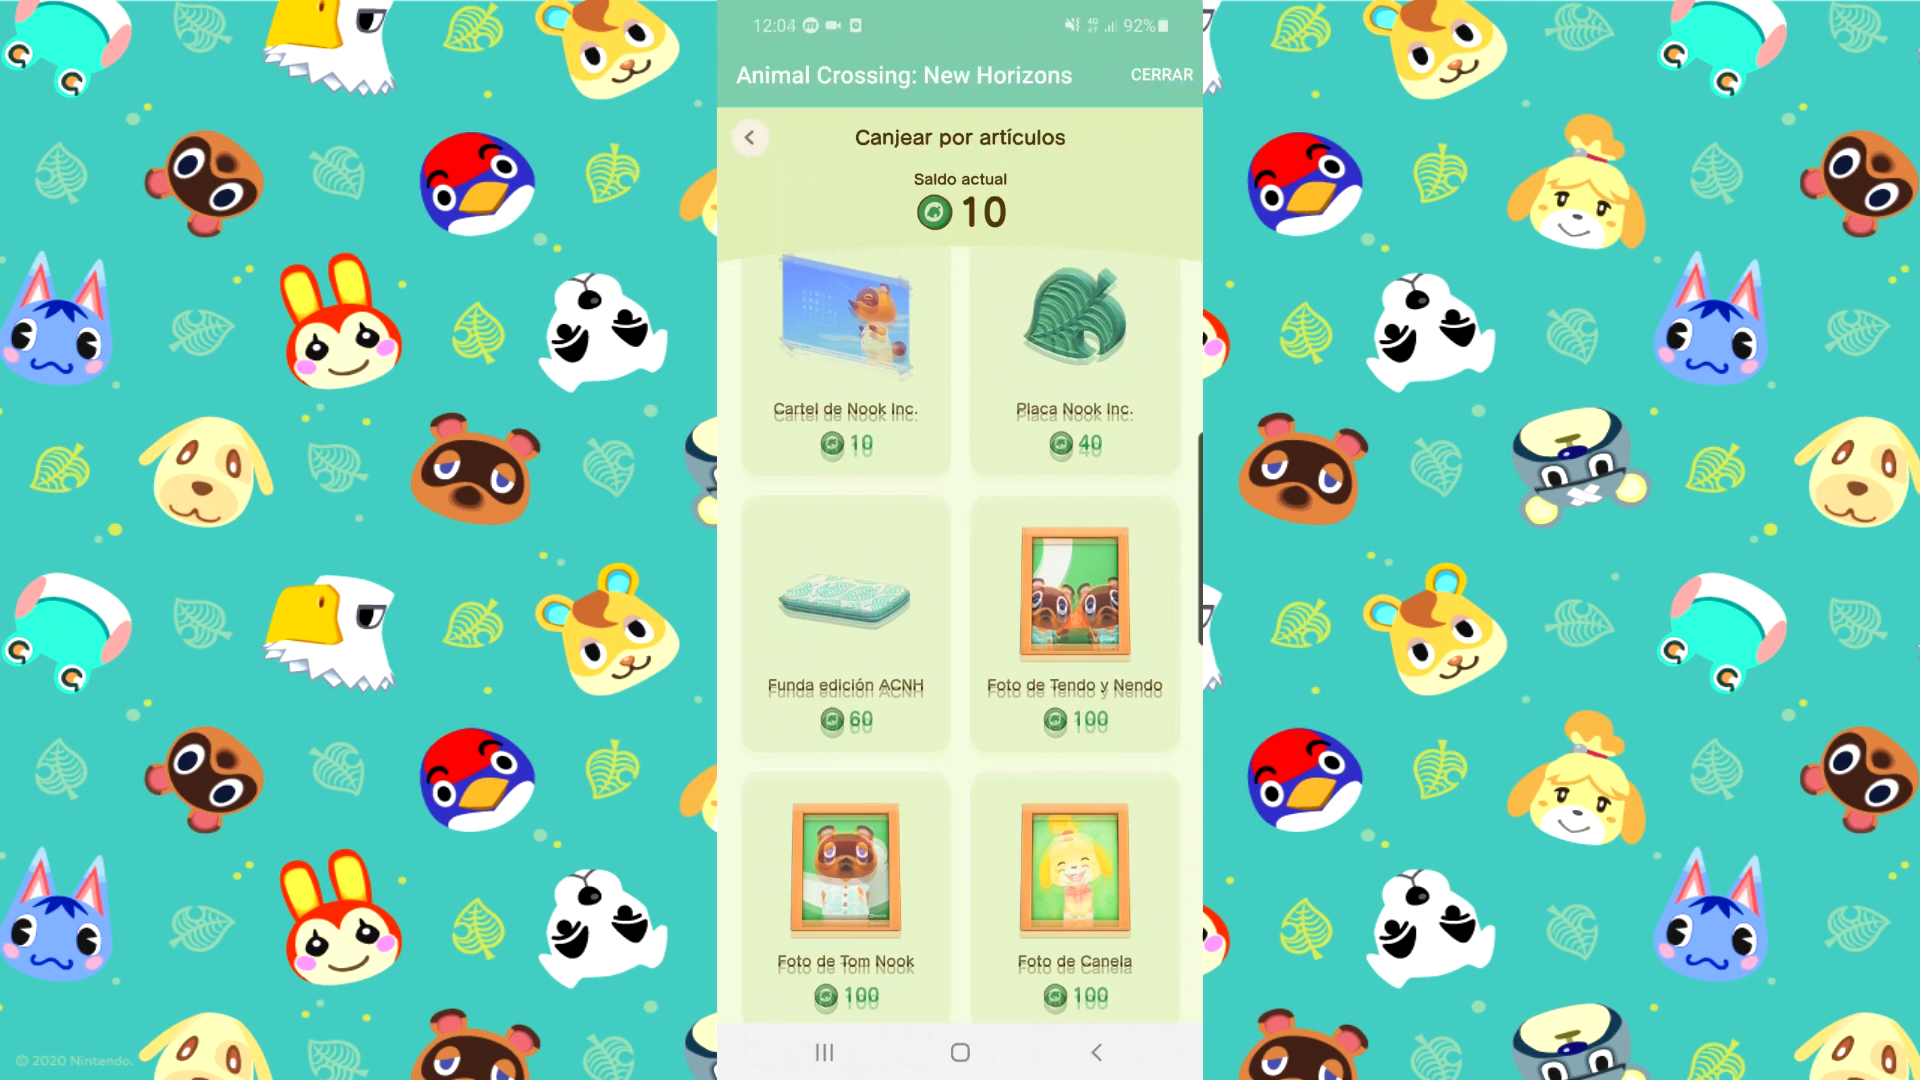 12:04
4G
92%
Animal Crossing: New Horizons
CERRAR
Canjear por artículos
Saldo actual
10
Cartel de Nook Inc.
10
Placa Nook Inc.
40
Funda edición ACNH
60
Foto de Tendo y Nendo
100
Foto de Tom Nook
100
Foto de Canela
100
© 2020 Nintendo.